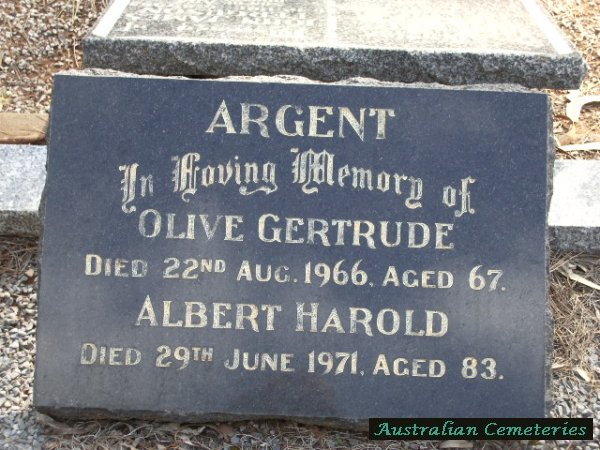 ARGENT
In Loving Memory of
OLIVE GERTRUDE
DIED 22ND AUG. 1966, AGED 67.
ALBERT HAROLD
DIED 29TH JUNE 1971, AGED 83.
Australian Cemeteries